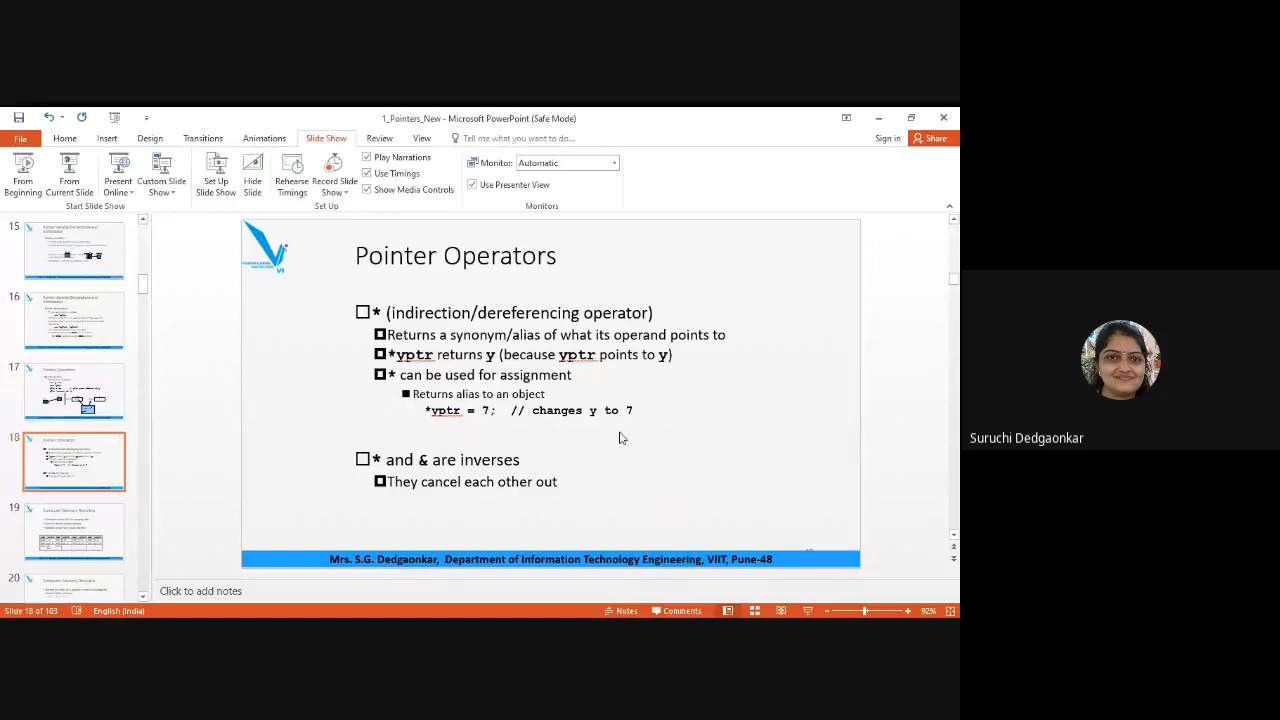 1_Pointers_New - Microsoft PowerPoint (Safe Mode)
File Home Insert Design Transitions Animations Slide Show Review View Tell me what you want to do... Sign in Share
From Beginning
From Current Slide
Present Online
Custom Slide Show
Set Up Slide Show
Hide Slide
Rehearse Timings
Record Slide Show
Play Narrations
Use Timings
Show Media Controls
Monitor: Automatic
Use Presenter View
Start Slide Show Set Up Monitors
15
16
17
18
19
20
VI
Pointer Operators
* (indirection/dereferencing operator)
Returns a synonym/alias of what its operand points to
*yptr returns y (because yptr points to y)
* can be used for assignment
Returns alias to an object
*yptr = 7; // changes y to 7
* and & are inverses
They cancel each other out
Mrs. S.G. Dedgaonkar, Department of Information Technology Engineering, VIIT, Pune-48
Click to add notes
Slide 18 of 103 English (India) Notes Comments 92%
Suruchi Dedgaonkar